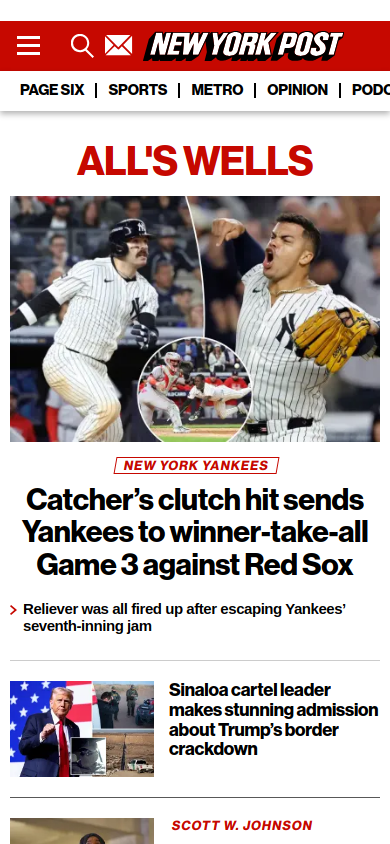 NEW YORK POST
PAGE SIX | SPORTS | METRO | OPINION | PODC
ALL'S WELLS
NEW YORK YANKEES
Catcher’s clutch hit sends
Yankees to winner-take-all
Game 3 against Red Sox
Reliever was all fired up after escaping Yankees’
seventh-inning jam
Sinaloa cartel leader
makes stunning admission
about Trump’s border
crackdown
SCOTT W. JOHNSON